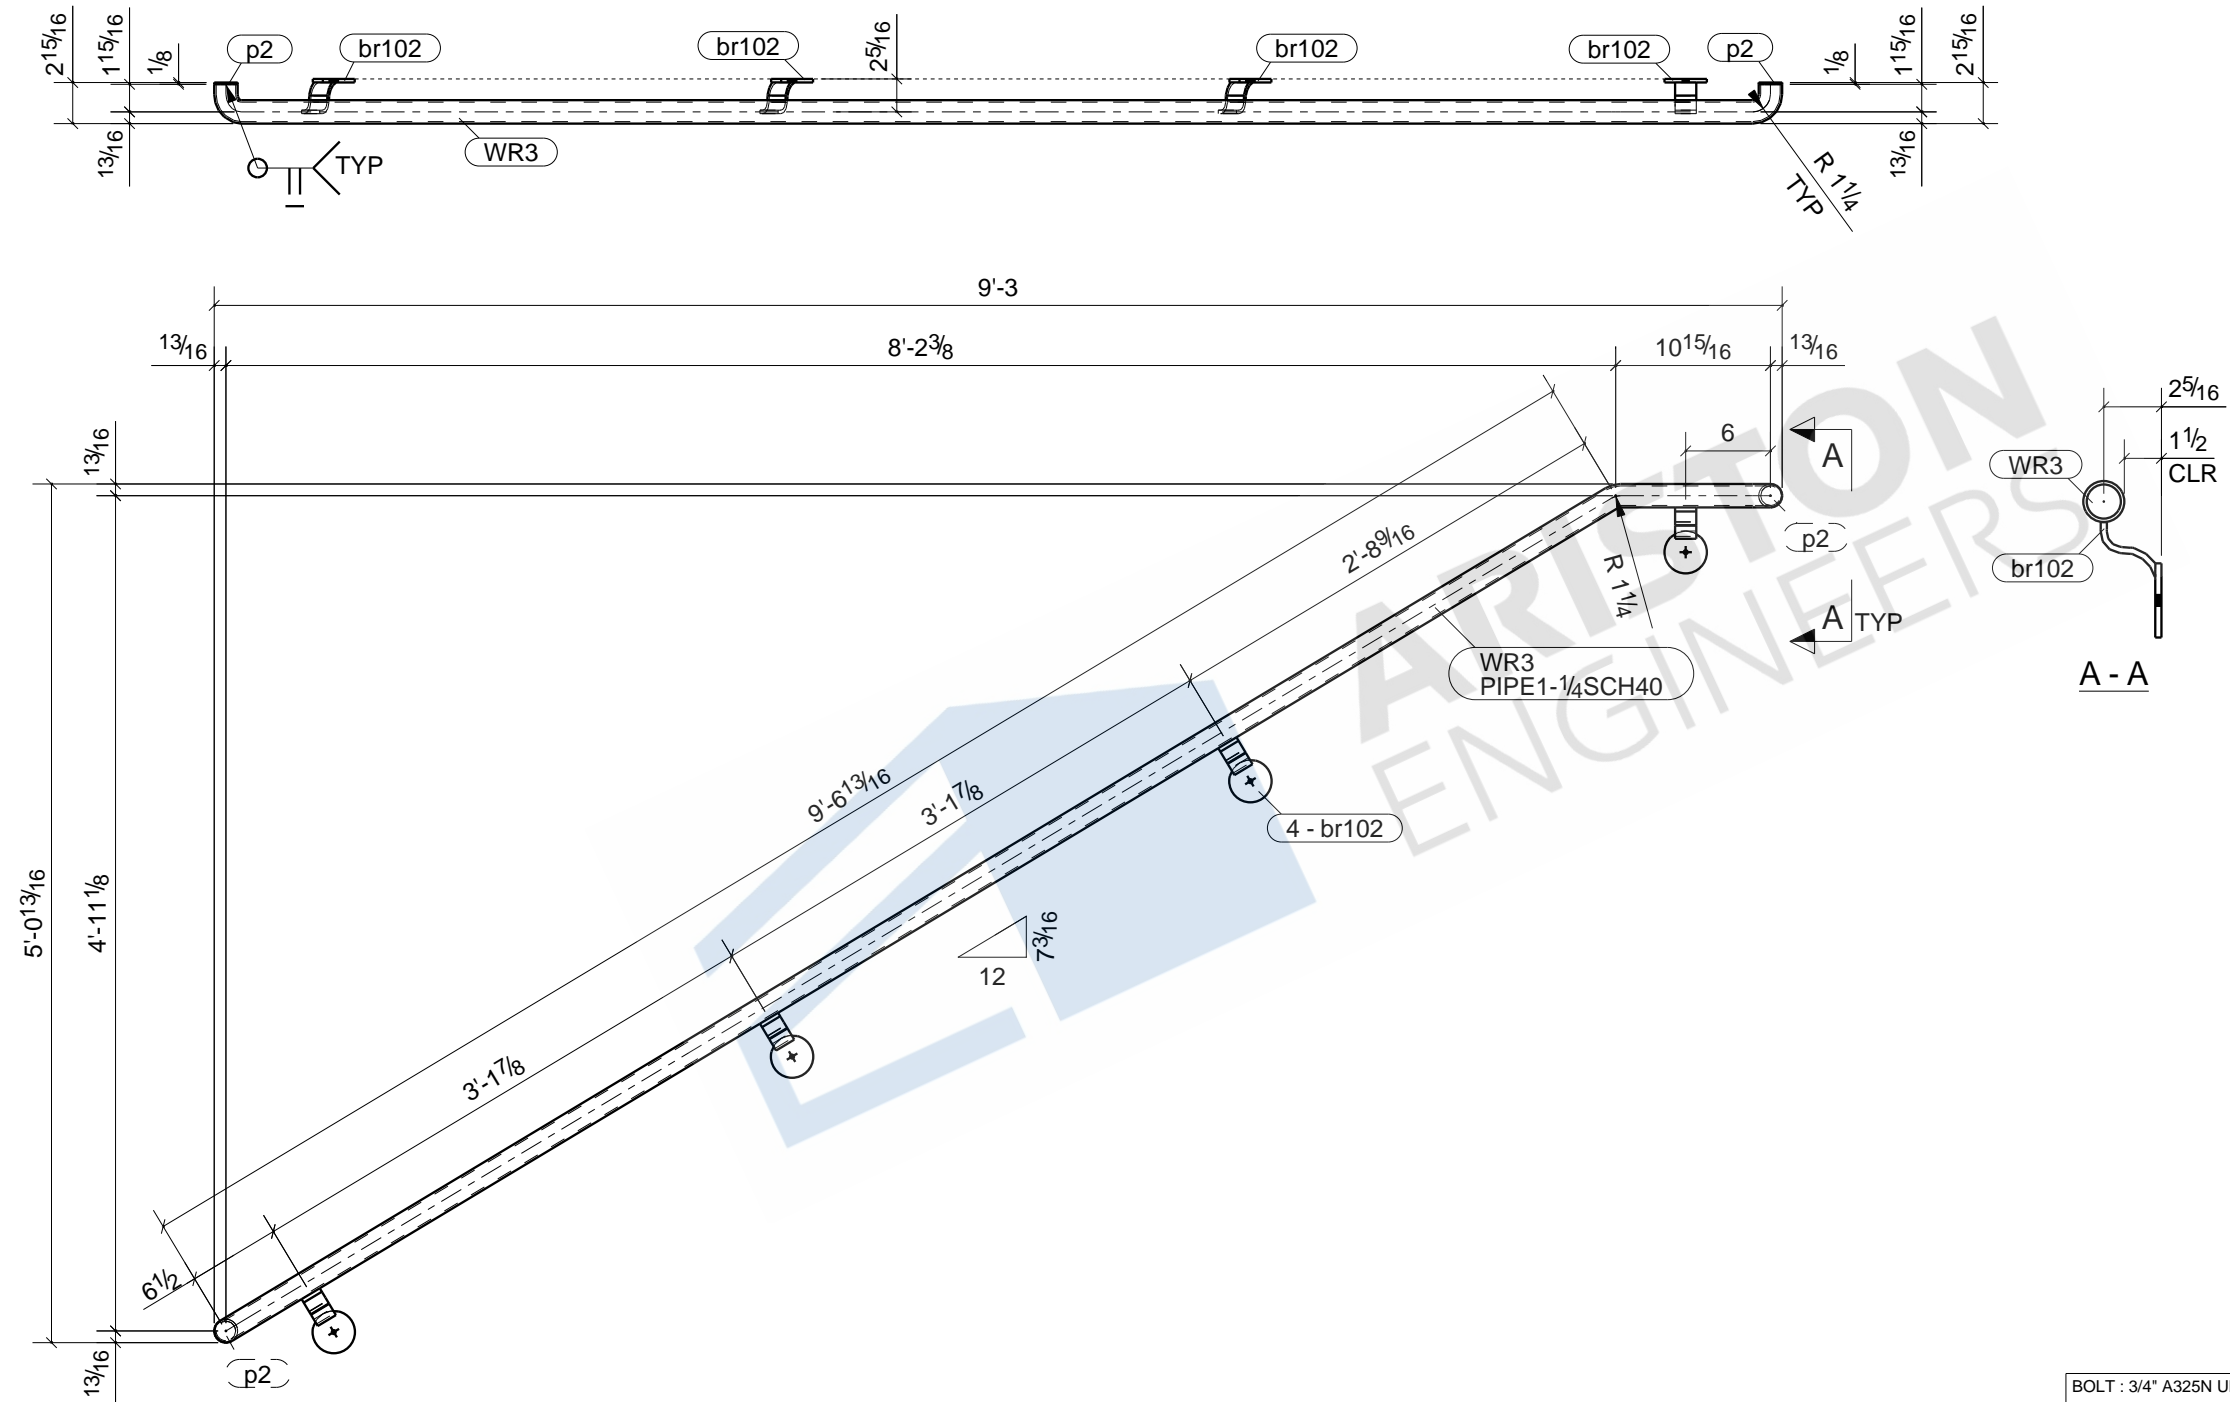 2 15/16
1 15/16
1/8
p2
br102
br102
2 5/16
br102
br102
p2
1/8
1 15/16
2 15/16
13/16
TYP
WR3
R 1 1/4
TYP
13/16
9'-3
13/16
8'-2 3/8
10 15/16
13/16
2 5/16
1 1/2
CLR
WR3
br102
A - A
6
A
A TYP
p2
13/16
2'-8 9/16
R 1 1/4
WR3
PIPE1-1/4SCH40
ARISTON
ENGINEERS
9'-6 13/16
3'-1 7/8
4 - br102
5'-0 13/16
4'-11 1/8
7 3/16
12
3'-1 7/8
6 1/2
p2
13/16
BOLT : 3/4" A325N